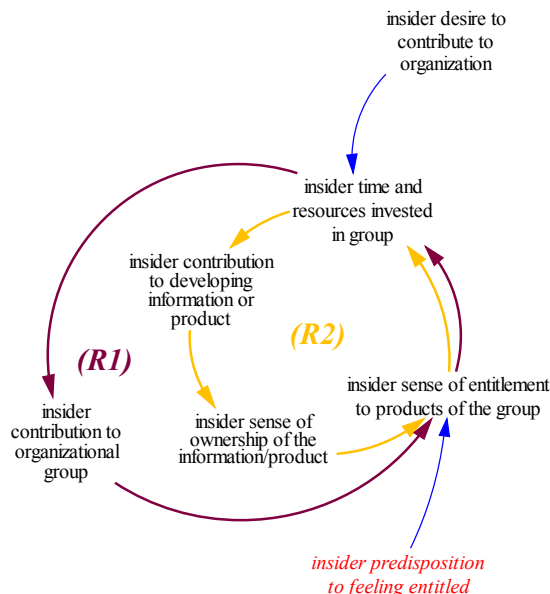 insider desire to
contribute to
organization
insider time and
resources invested
in group
insider contribution
to developing
information or
product
(R2)
(R1)
insider sense of entitlement
to products of the group
insider
contribution to
organizational
group
insider sense of
ownership of the
information/product
insider predisposition
to feeling entitled